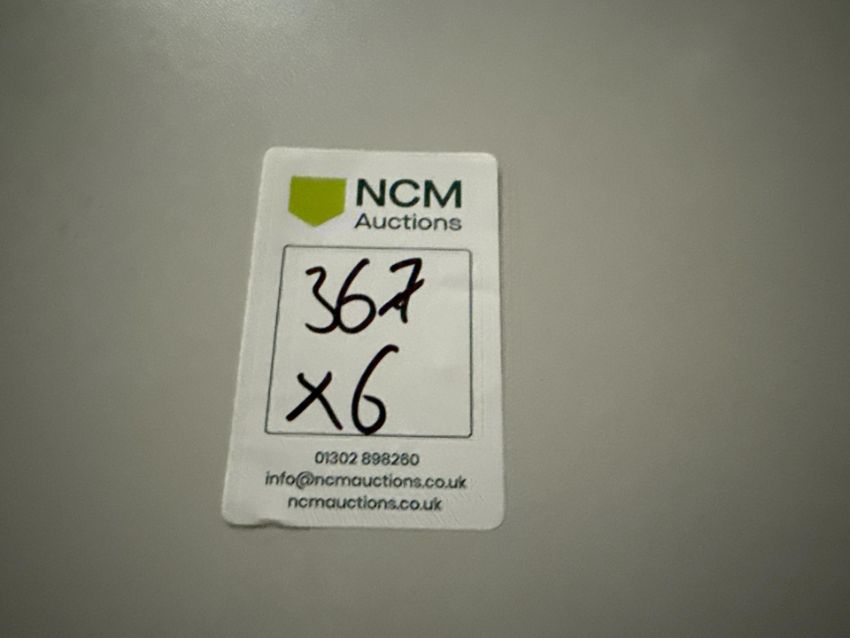 NCM
Auctions
367
x6
01302 898260
info@ncmauctions.co.uk
ncmauctions.co.uk